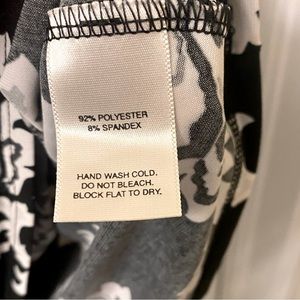 92% POLYESTER
8% SPANDEX
HAND WASH COLD.
DO NOT BLEACH.
BLOCK FLAT TO DRY.